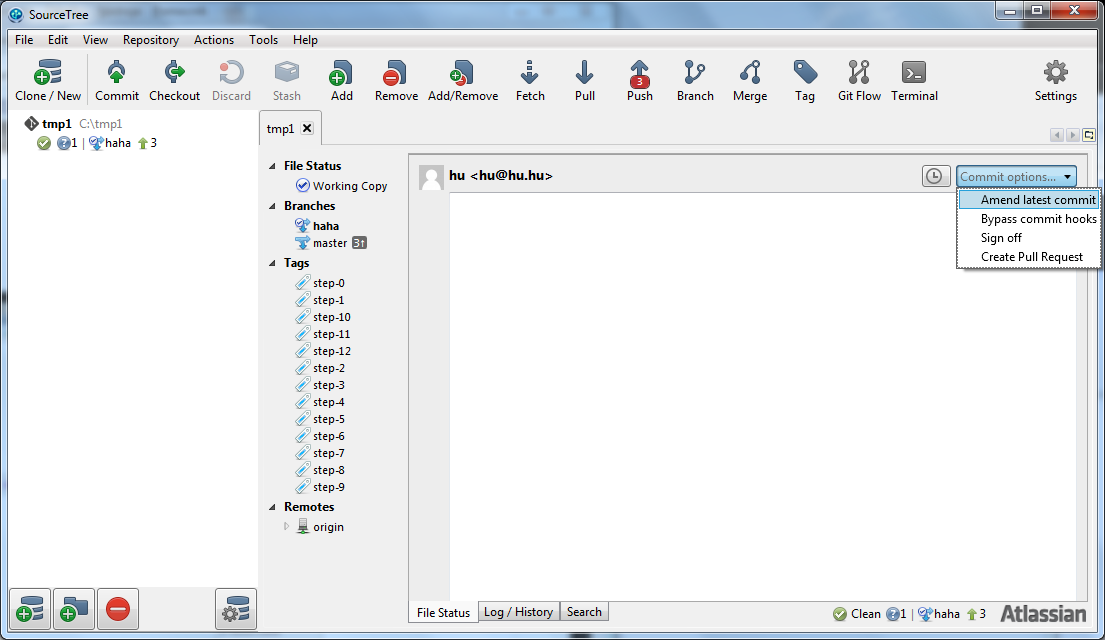 SourceTree
File Edit View Repository Actions Tools Help
Clone / New Commit Checkout Discard Stash Add Remove Add/Remove Fetch Pull 3 Push Branch Merge Tag Git Flow Terminal Settings
tmp1 C:\tmp1
?1 | haha 3
tmp1
File Status
Working Copy
Branches
haha
master 3↑
Tags
step-0
step-1
step-10
step-11
step-12
step-2
step-3
step-4
step-5
step-6
step-7
step-8
step-9
Remotes
origin
hu <hu@hu.hu>
Commit options...
Amend latest commit
Bypass commit hooks
Sign off
Create Pull Request
File Status Log / History Search
Clean ?1 | haha 3 Atlassian